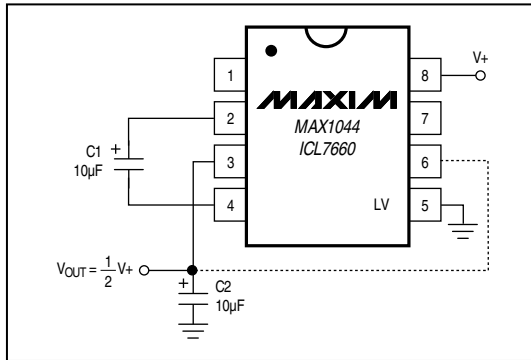 V+
1
8
MAXIM
2
7
MAX1044
ICL7660
C1
+
10µF
3
6
4
LV
5
VOUT = 1/2 V+
+
C2
10µF